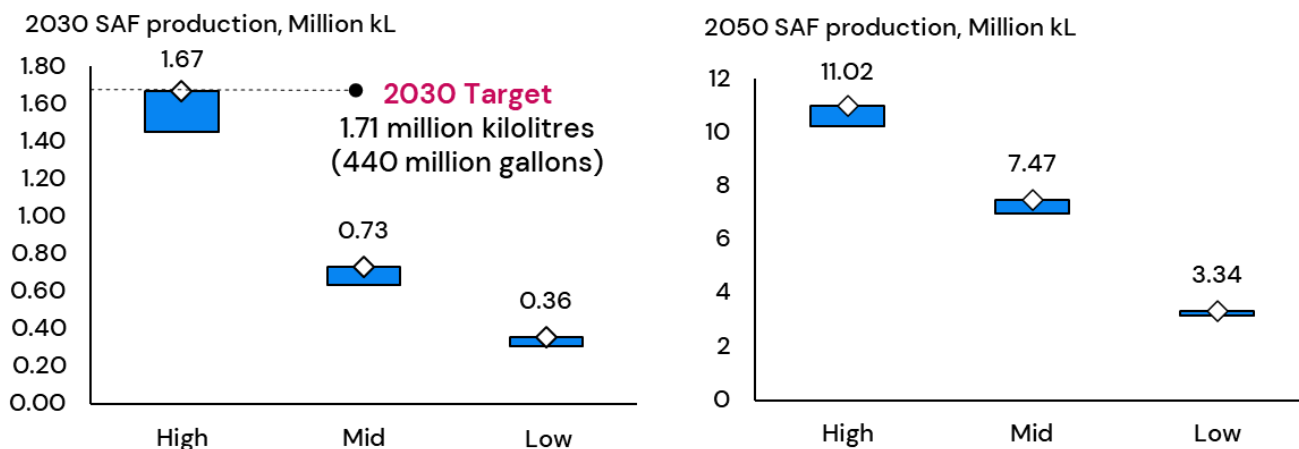 2030 SAF production, Million kL
1.80
1.60
1.40
1.20
1.00
0.80
0.60
0.40
0.20
0.00
1.67
0.73
0.36
2030 Target
1.71 million kilolitres
(440 million gallons)
High
Mid
Low
2050 SAF production, Million kL
12
10
8
6
4
2
0
11.02
7.47
3.34
High
Mid
Low